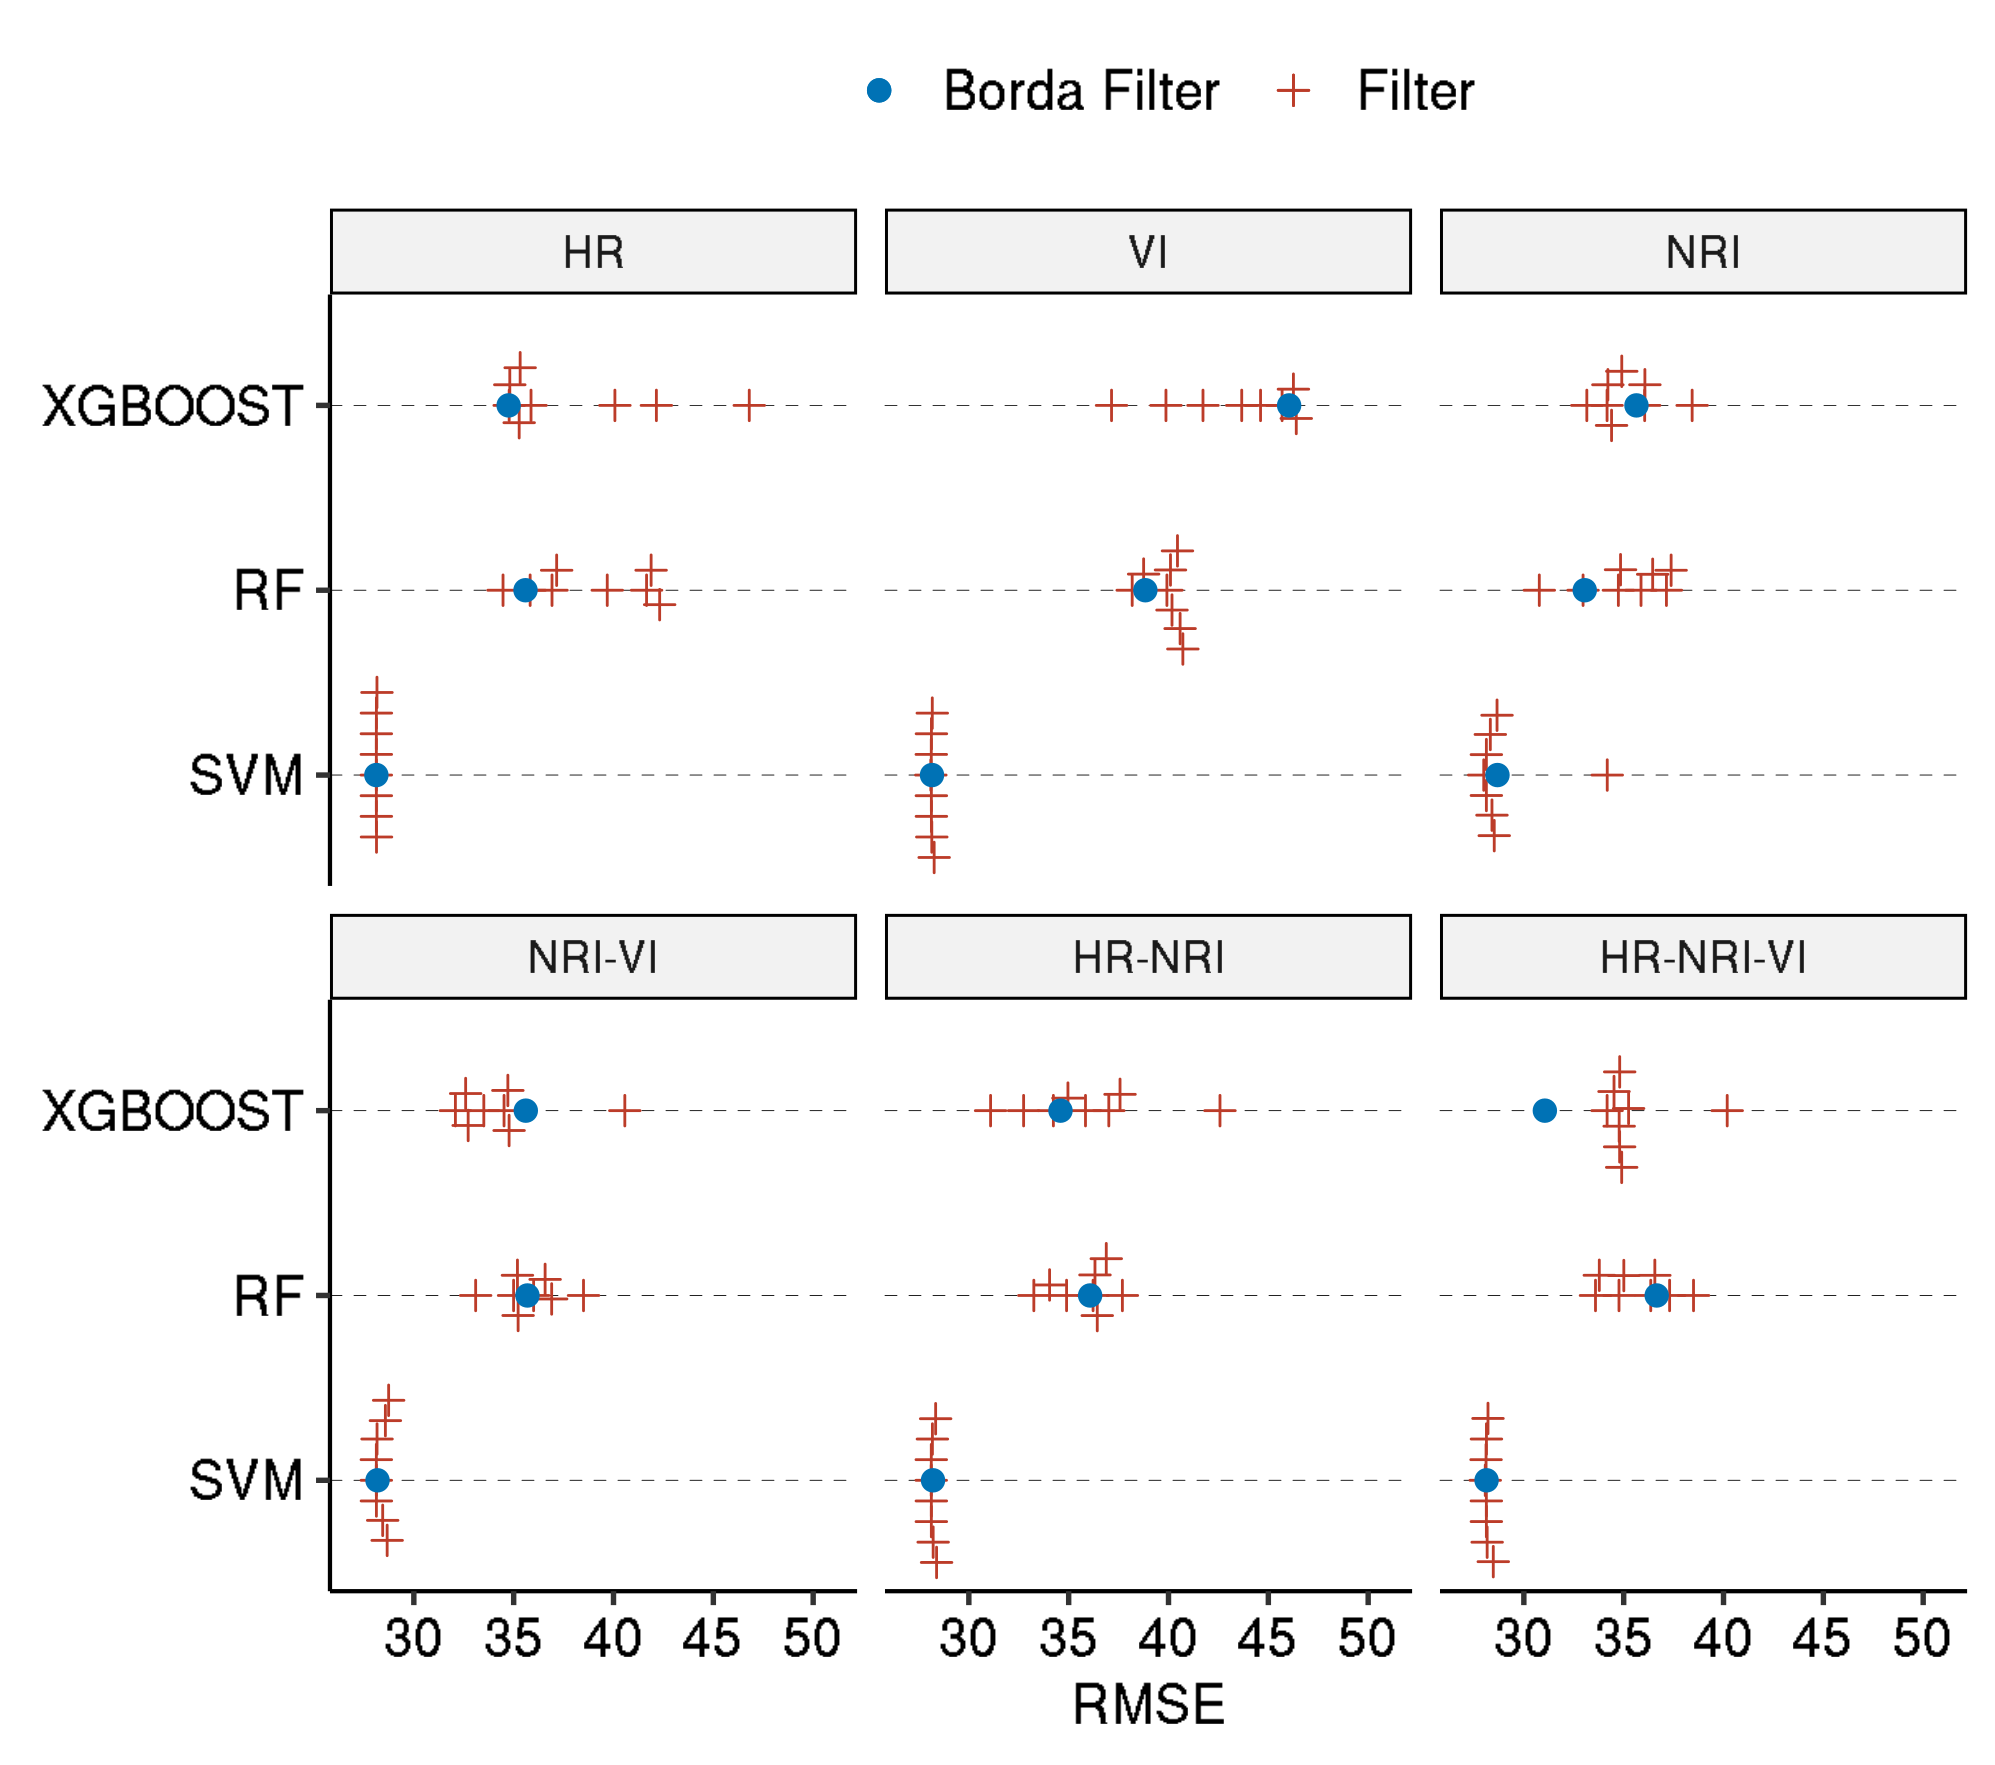 Borda Filter Filter
HR VI NRI
XGBOOST
RF
SVM
NRI-VI HR-NRI HR-NRI-VI
XGBOOST
RF
SVM
30 35 40 45 50 30 35 40 45 50 30 35 40 45 50
RMSE